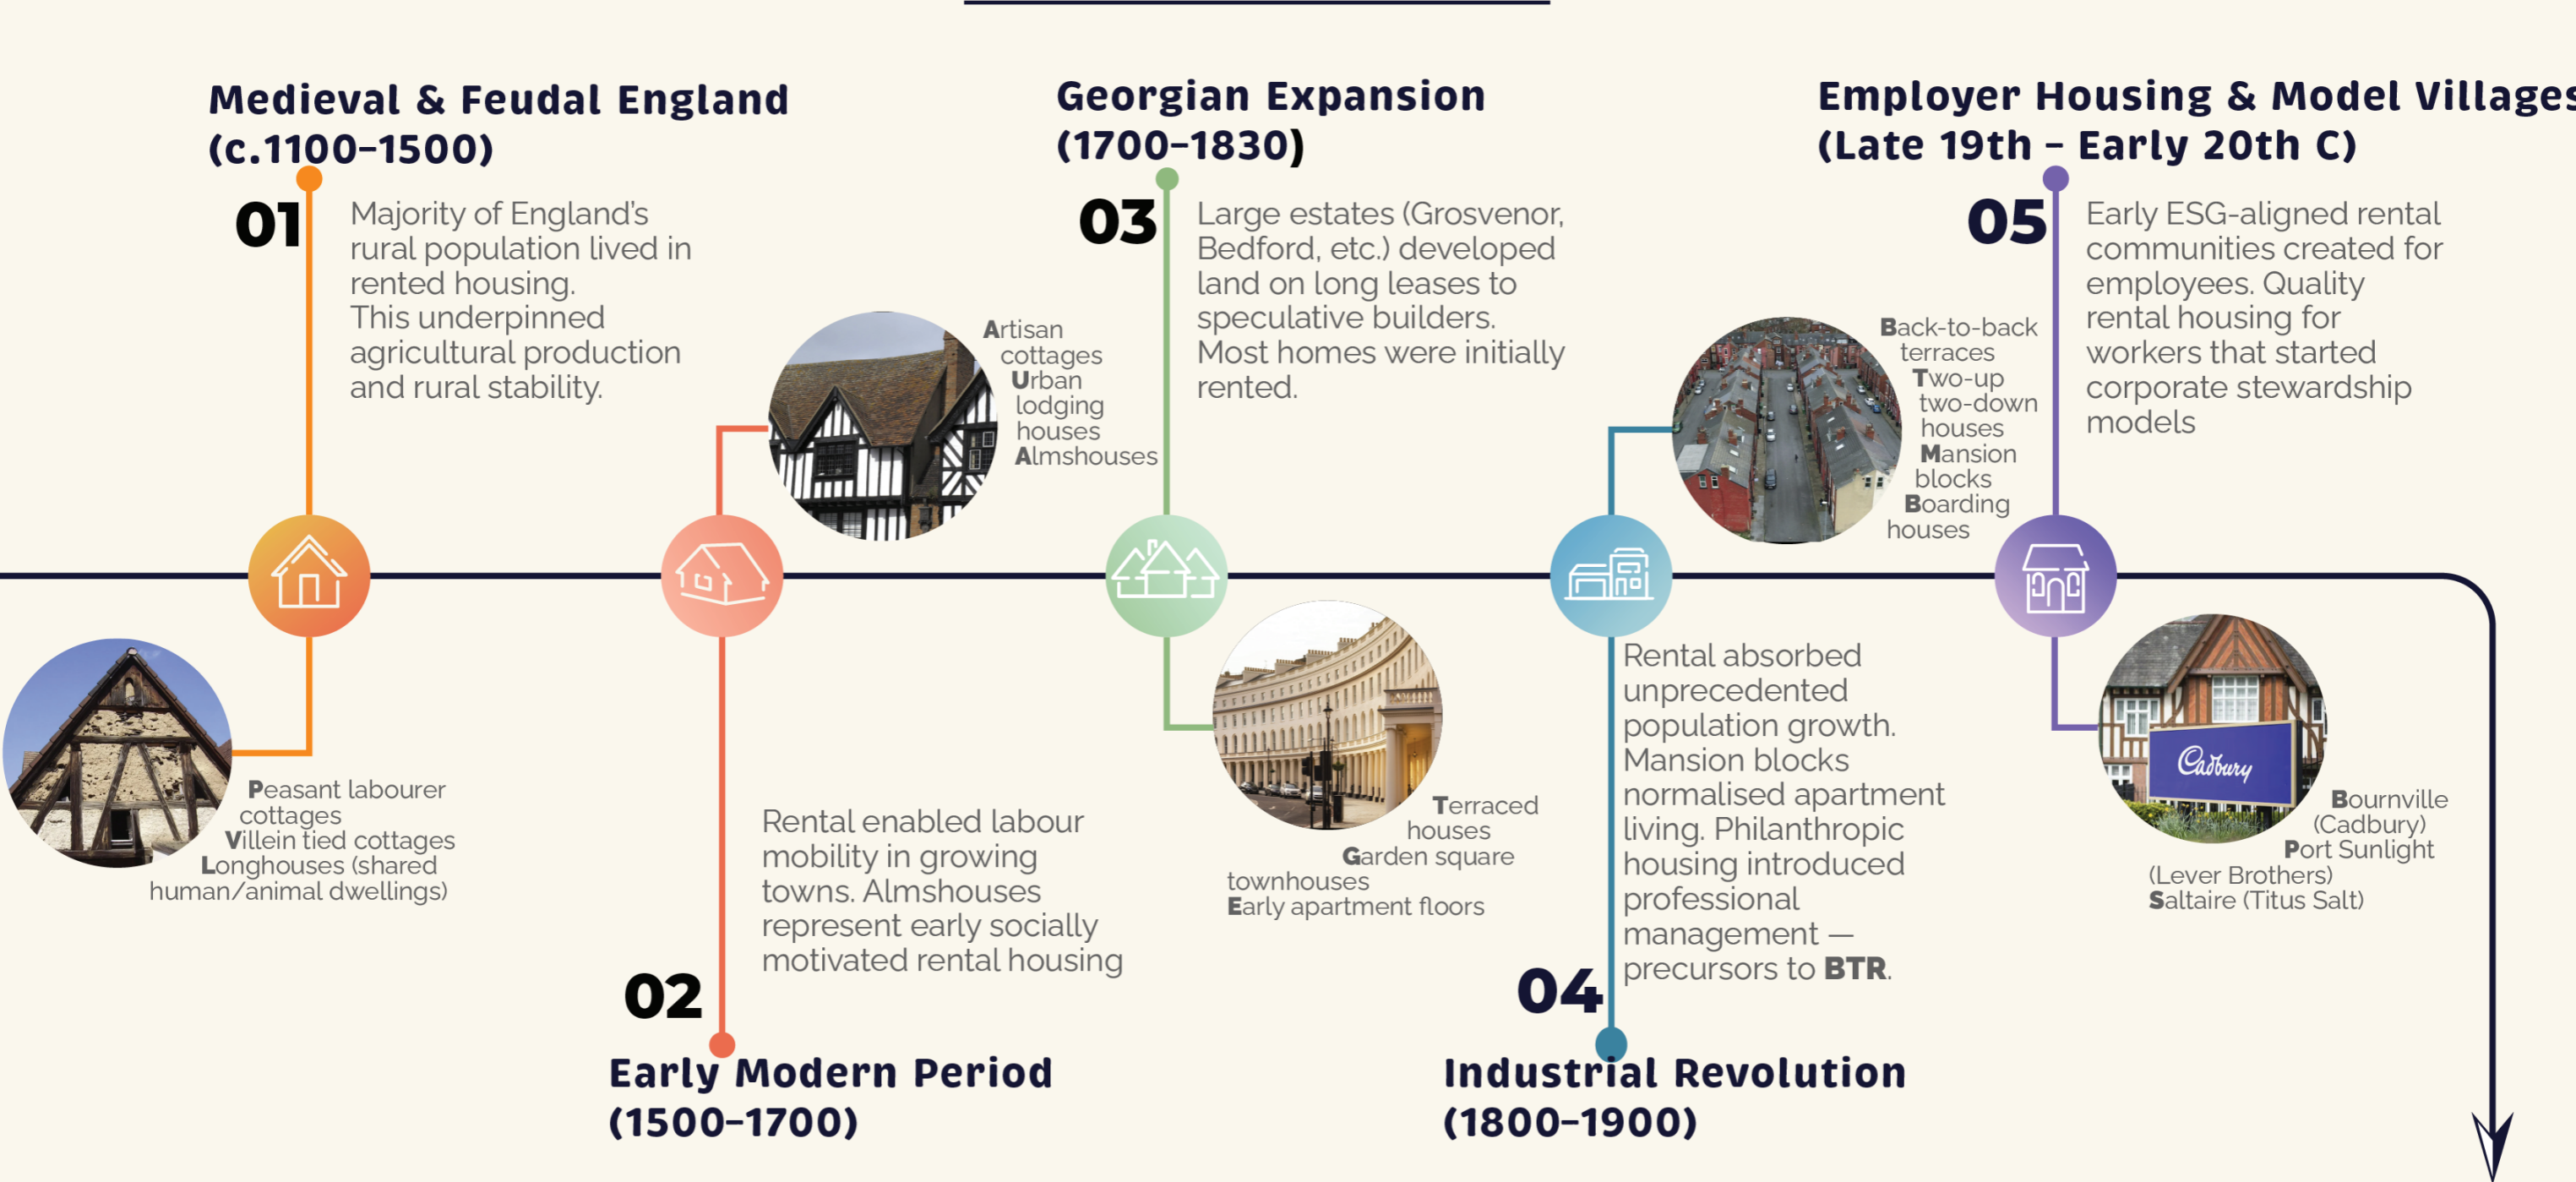 Medieval & Feudal England
(c.1100–1500)
01
Majority of England's
rural population lived in
rented housing.
This underpinned
agricultural production
and rural stability.
Peasant labourer
cottages
Villein tied cottages
Longhouses (shared
human/animal dwellings)
Artisan
cottages
Urban
lodging
houses
Almshouses
Rental enabled labour
mobility in growing
towns. Almshouses
represent early socially
motivated rental housing
02
Early Modern Period
(1500–1700)
Georgian Expansion
(1700–1830)
03
Large estates (Grosvenor,
Bedford, etc.) developed
land on long leases to
speculative builders.
Most homes were initially
rented.
Terraced
houses
Garden square
townhouses
Early apartment floors
Back-to-back
terraces
Two-up
two-down
houses
Mansion
blocks
Boarding
houses
Rental absorbed
unprecedented
population growth.
Mansion blocks
normalised apartment
living. Philanthropic
housing introduced
professional
management —
precursors to BTR.
04
Industrial Revolution
(1800–1900)
Employer Housing & Model Villages
(Late 19th – Early 20th C)
05
Early ESG-aligned rental
communities created for
employees. Quality
rental housing for
workers that started
corporate stewardship
models
Cadbury
Bournville
(Cadbury)
Port Sunlight
(Lever Brothers)
Saltaire (Titus Salt)